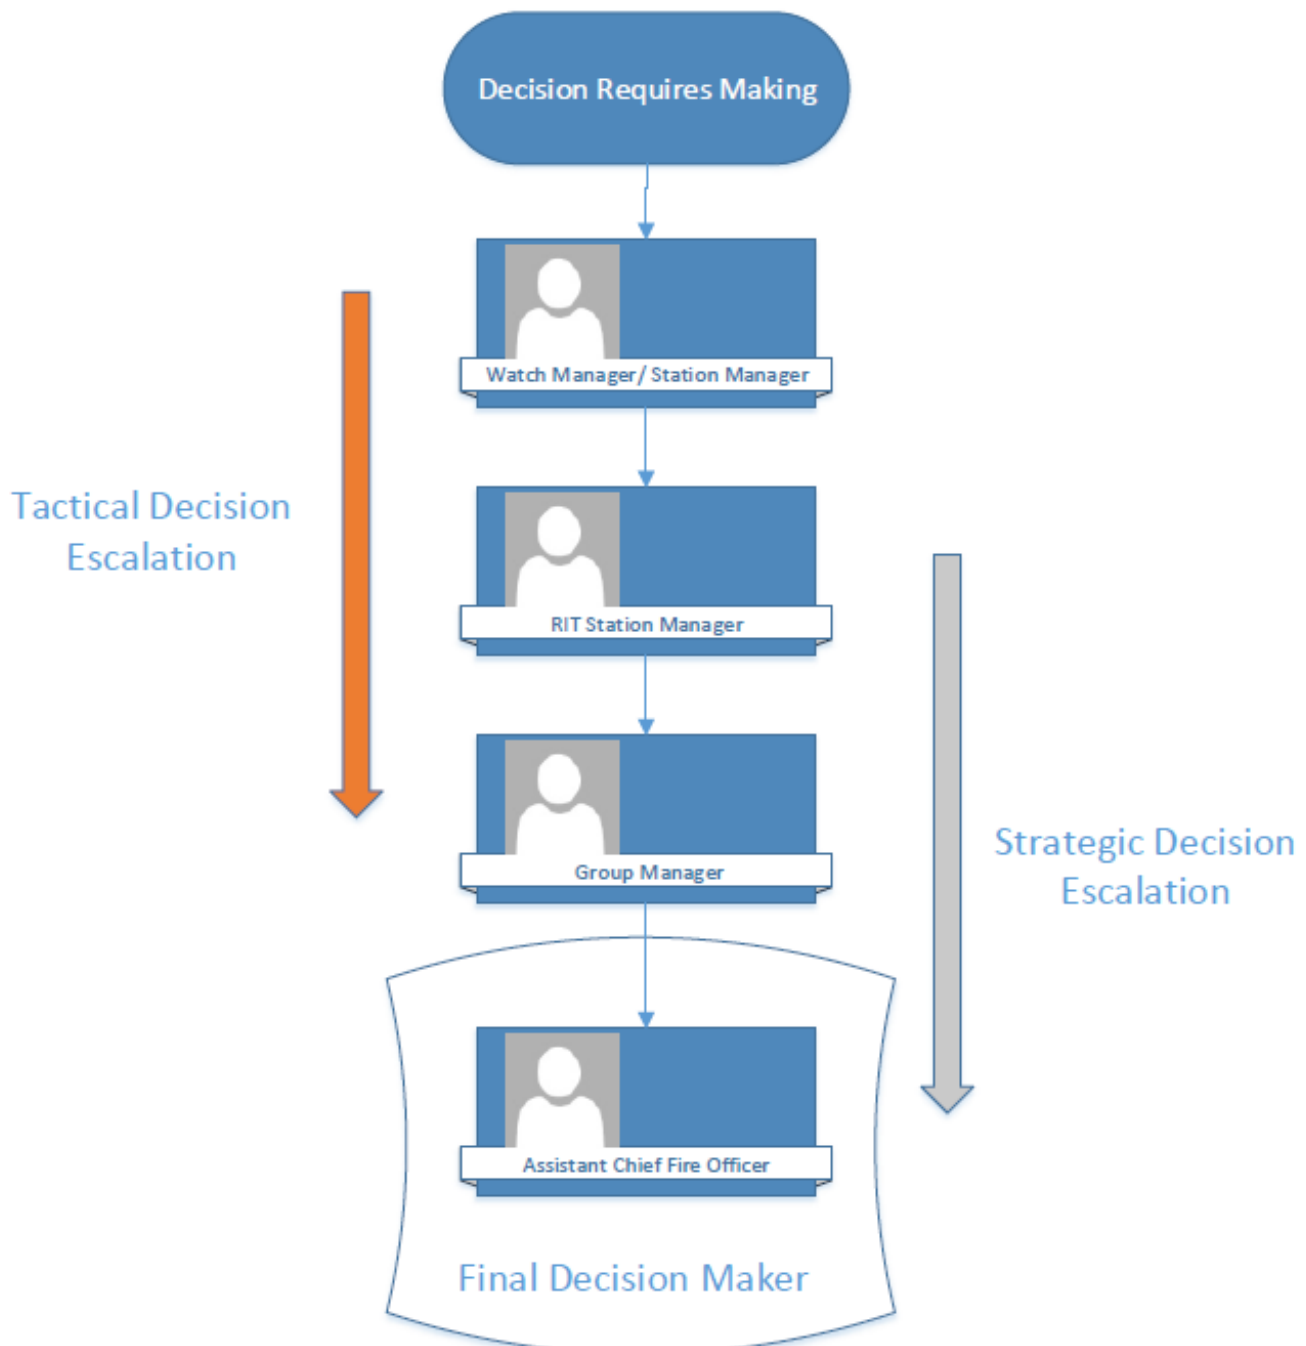 Decision Requires Making
Watch Manager/ Station Manager
Tactical Decision
Escalation
RIT Station Manager
Group Manager
Strategic Decision
Escalation
Assistant Chief Fire Officer
Final Decision Maker